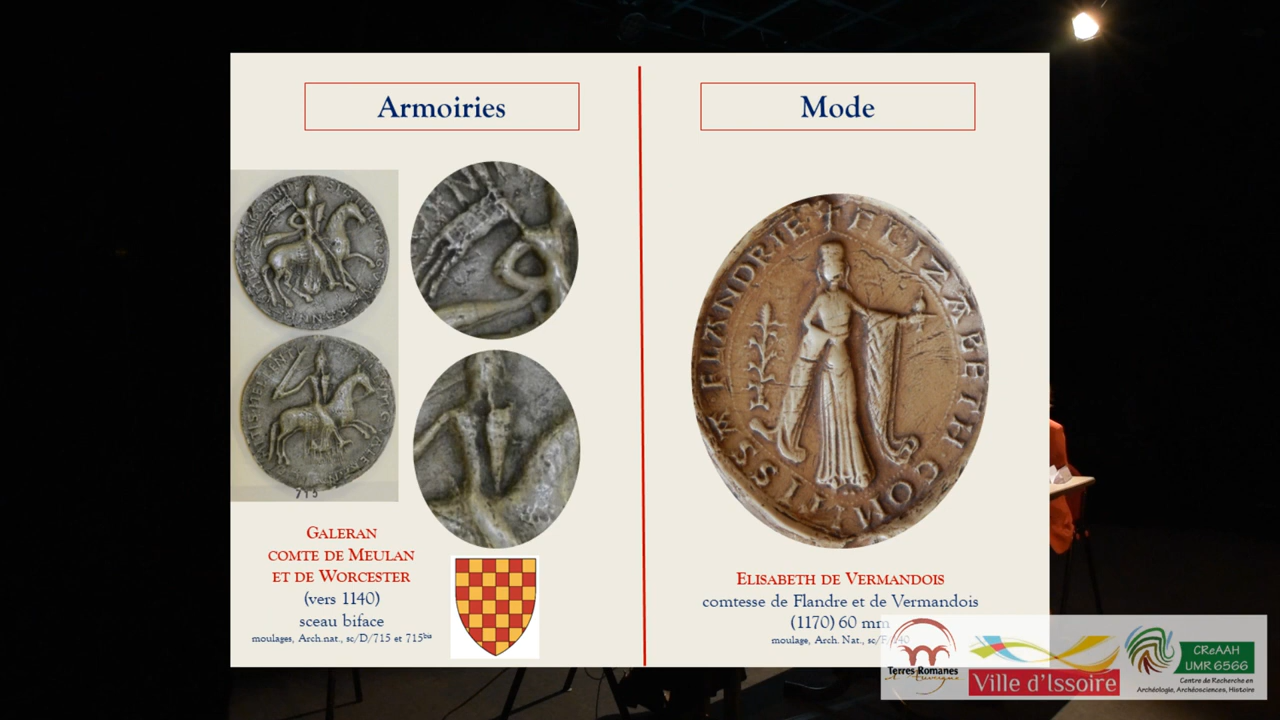 Armoiries
715
GALERAN
COMTE DE MEULAN
ET DE WORCESTER
(vers 1140)
sceau biface
moulages, Arch.nat., sc/D/715 et 715bis
Mode
ELIZABETH COMITISSA FLANDRIE
ELISABETH DE VERMANDOIS
comtesse de Flandre et de Vermandois
(1170) 60 mm
moulage, Arch. Nat., sc/F/
Terres Romanes
d'Auvergne
Ville d'Issoire
CReAAH
UMR 6566
Centre de Recherche en
Archéologie, Archéosciences, Histoire